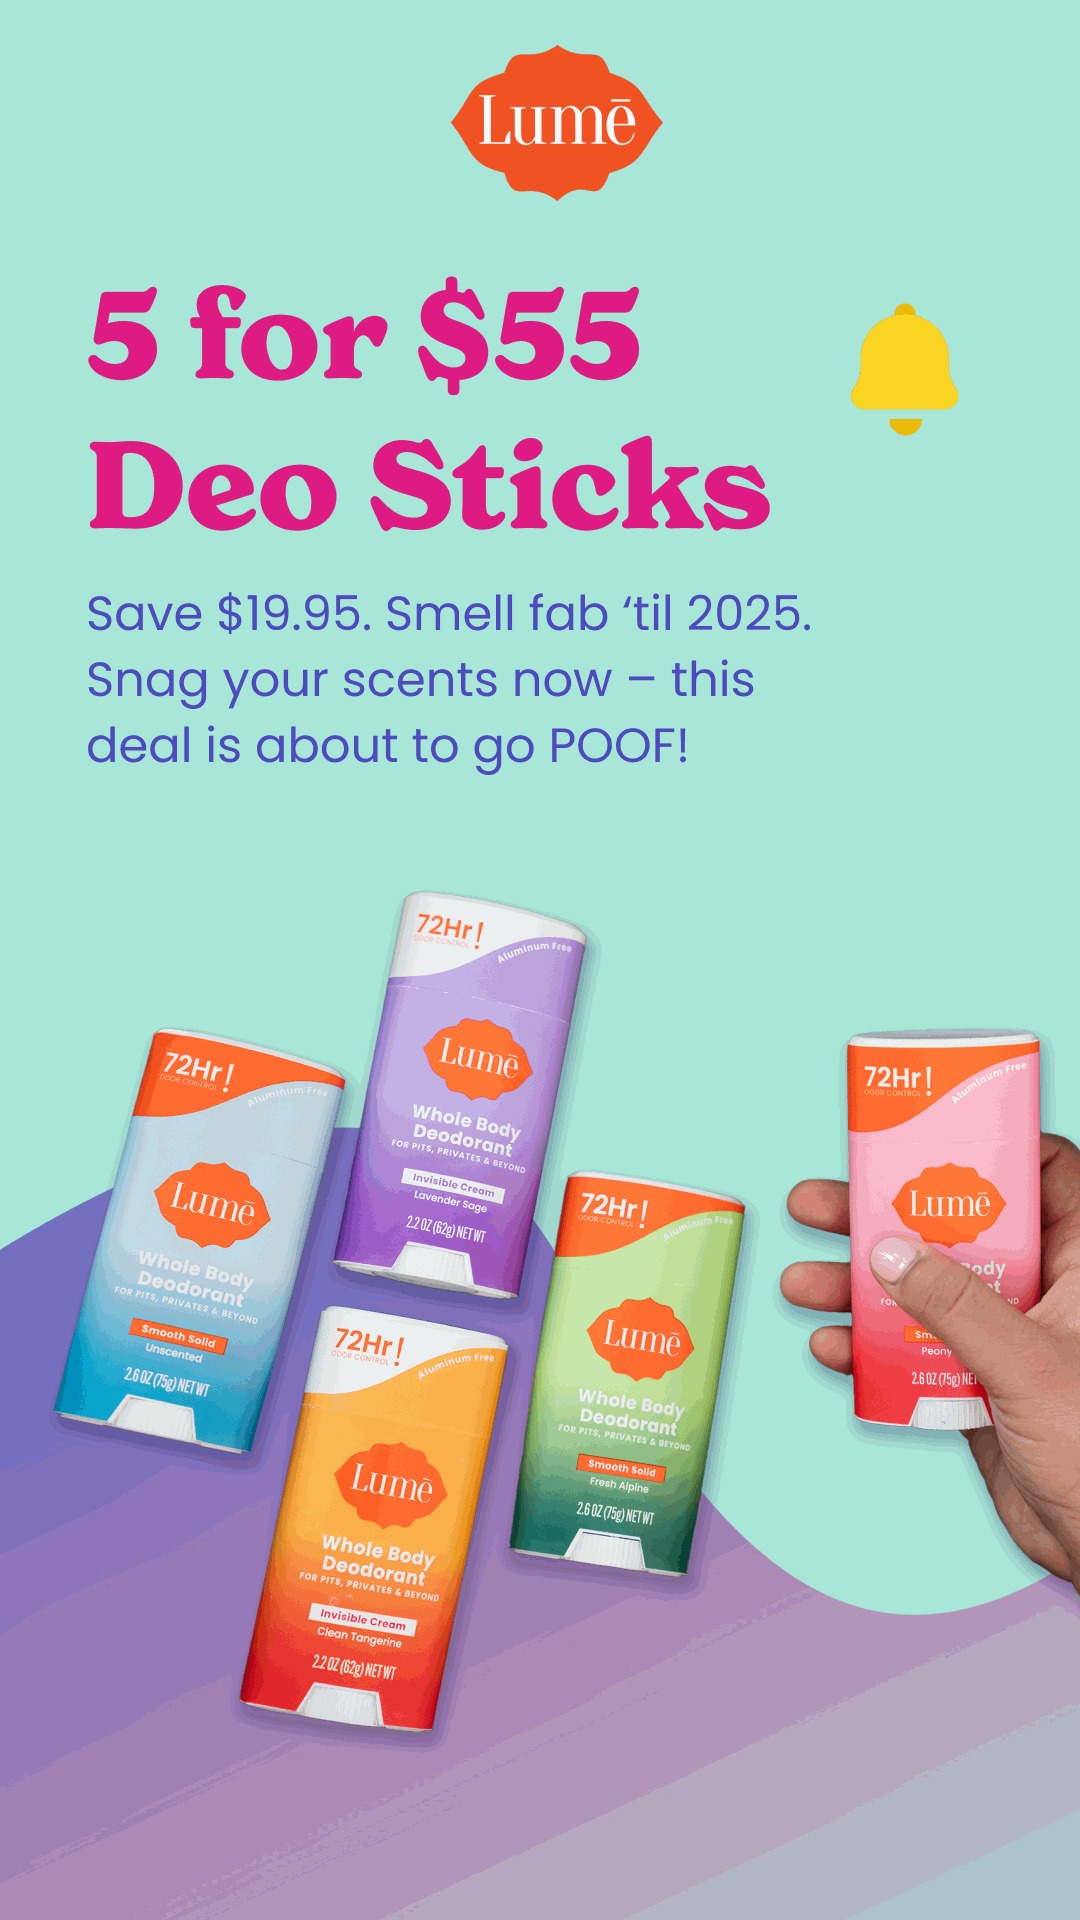 Lumē
5 for $55
Deo Sticks
Save $19.95. Smell fab ‘til 2025.
Snag your scents now – this
deal is about to go POOF!
72Hr!
ODOR CONTROL
Aluminum Free
Lumē
Whole Body
Deodorant
FOR PITS, PRIVATES & BEYOND
Invisible Cream
Lavender Sage
2.2 OZ (62g) NET WT
72Hr!
ODOR CONTROL
Aluminum Free
Lumē
Whole Body
Deodorant
FOR PITS, PRIVATES & BEYOND
Smooth Solid
Unscented
2.6 OZ (75g) NET WT
72Hr!
ODOR CONTROL
Aluminum Free
Lumē
Whole Body
Deodorant
FOR PITS, PRIVATES & BEYOND
Invisible Cream
Clean Tangerine
2.2 OZ (62g) NET WT
72Hr!
ODOR CONTROL
Aluminum Free
Lumē
Whole Body
Deodorant
FOR PITS, PRIVATES & BEYOND
Smooth Solid
Fresh Alpine
2.6 OZ (75g) NET WT
72Hr!
ODOR CONTROL
Aluminum Free
Lumē
Body
Peony
2.6 OZ (75g)